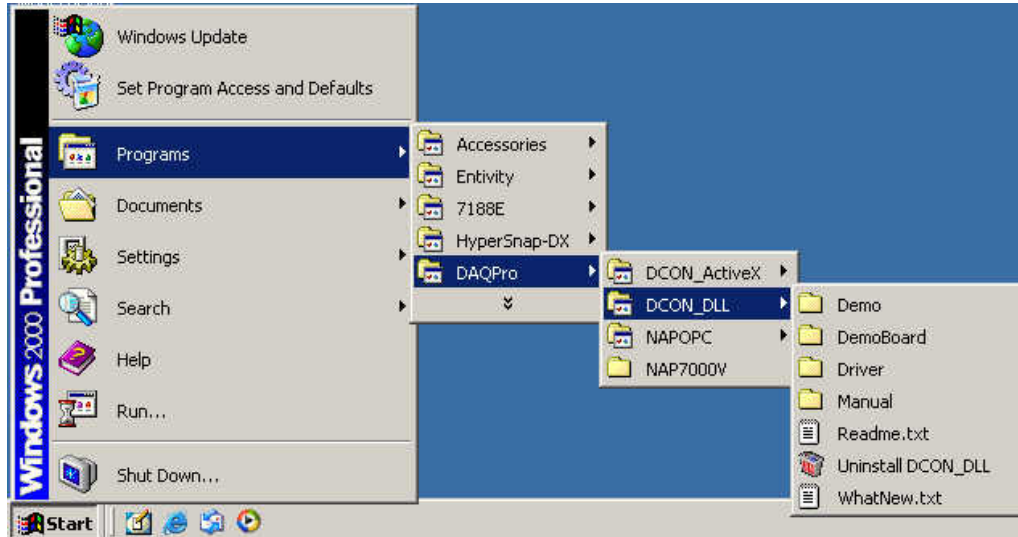 Windows Update
Set Program Access and Defaults
Programs
Documents
Settings
Search
Help
Run...
Shut Down...
Windows 2000 Professional
Start
Accessories
Entivity
7188E
HyperSnap-DX
DAQPro
DCON_ActiveX
DCON_DLL
NAPOPC
NAP7000V
Demo
DemoBoard
Driver
Manual
Readme.txt
Uninstall DCON_DLL
WhatNew.txt